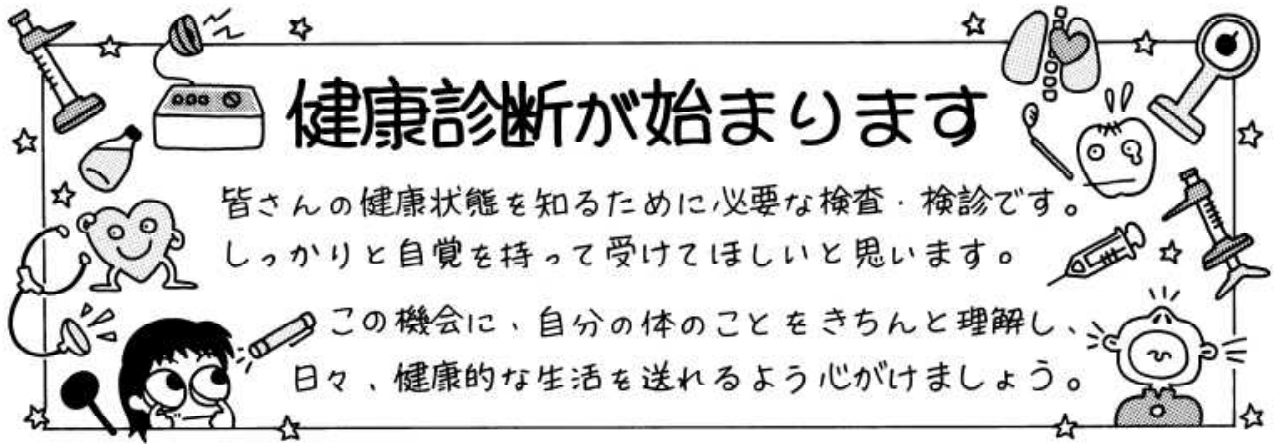 健康診断が始まります
皆さんの健康状態を知るために必要な検査・検診です。
しっかりと自覚を持って受けてほしいと思います。
この機会に、自分の体のことをきちんと理解し、
日々、健康的な生活を送れるよう心がけましょう。